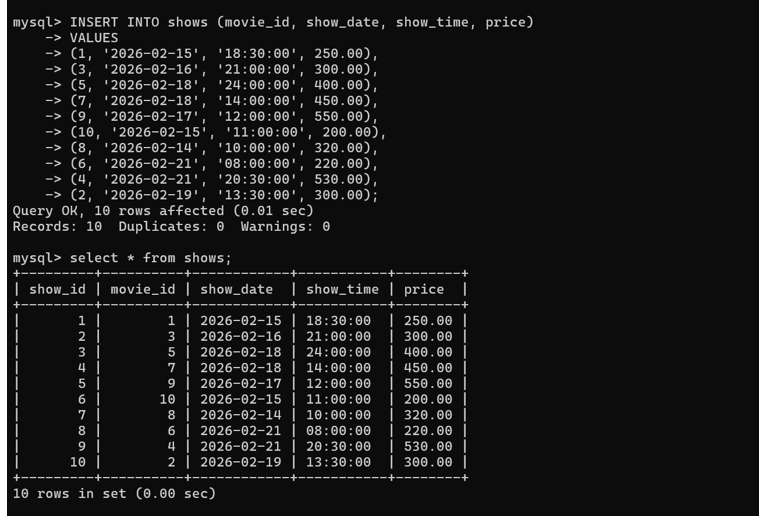 mysql> INSERT INTO shows (movie_id, show_date, show_time, price)
    -> VALUES
    -> (1, '2026-02-15', '18:30:00', 250.00),
    -> (3, '2026-02-16', '21:00:00', 300.00),
    -> (5, '2026-02-18', '24:00:00', 400.00),
    -> (7, '2026-02-18', '14:00:00', 450.00),
    -> (9, '2026-02-17', '12:00:00', 550.00),
    -> (10, '2026-02-15', '11:00:00', 200.00),
    -> (8, '2026-02-14', '10:00:00', 320.00),
    -> (6, '2026-02-21', '08:00:00', 220.00),
    -> (4, '2026-02-21', '20:30:00', 530.00),
    -> (2, '2026-02-19', '13:30:00', 300.00);
Query OK, 10 rows affected (0.01 sec)
Records: 10  Duplicates: 0  Warnings: 0

mysql> select * from shows;
+---------+----------+------------+-----------+--------+
| show_id | movie_id | show_date  | show_time | price  |
+---------+----------+------------+-----------+--------+
|       1 |        1 | 2026-02-15 | 18:30:00  | 250.00 |
|       2 |        3 | 2026-02-16 | 21:00:00  | 300.00 |
|       3 |        5 | 2026-02-18 | 24:00:00  | 400.00 |
|       4 |        7 | 2026-02-18 | 14:00:00  | 450.00 |
|       5 |        9 | 2026-02-17 | 12:00:00  | 550.00 |
|       6 |       10 | 2026-02-15 | 11:00:00  | 200.00 |
|       7 |        8 | 2026-02-14 | 10:00:00  | 320.00 |
|       8 |        6 | 2026-02-21 | 08:00:00  | 220.00 |
|       9 |        4 | 2026-02-21 | 20:30:00  | 530.00 |
|      10 |        2 | 2026-02-19 | 13:30:00  | 300.00 |
+---------+----------+------------+-----------+--------+
10 rows in set (0.00 sec)